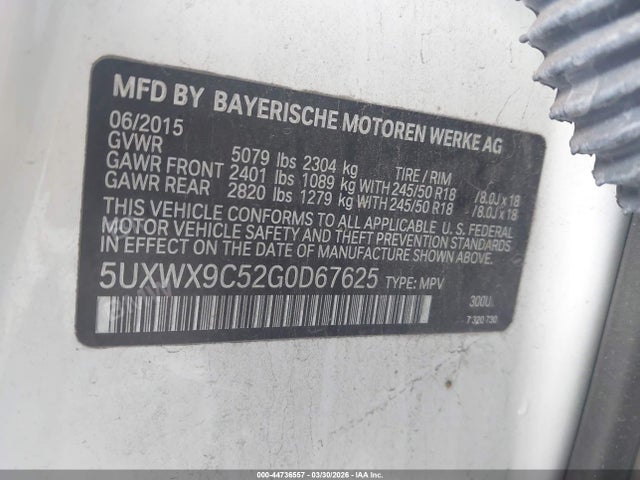 MFD BY BAYERISCHE MOTOREN WERKE AG
06/2015
GVWR 5079 lbs 2304 kg TIRE / RIM
GAWR FRONT 2401 lbs 1089 kg WITH 245/50 R18 /8.0J x 18
GAWR REAR 2820 lbs 1279 kg WITH 245/50 R18 /8.0J x 18
THIS VEHICLE CONFORMS TO ALL APPLICABLE U. S. FEDERAL
MOTOR VEHICLE SAFETY AND THEFT PREVENTION STANDARDS
IN EFFECT ON THE DATE OF MANUFACTURE SHOWN ABOVE.
5UXWX9C52G0D67625 TYPE: MPV
300U
7 320 730
000-44736557 - 03/30/2026 - IAA Inc.